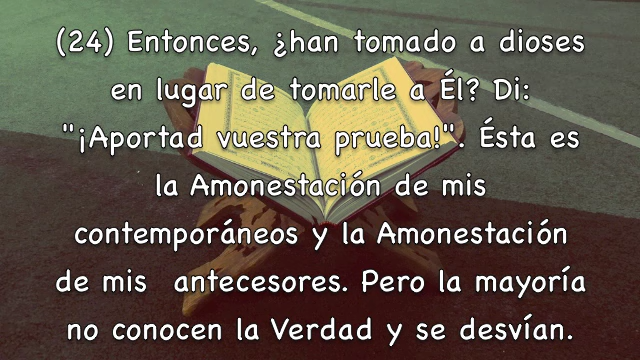 (24) Entonces, ¿han tomado a dioses
en lugar de tomarle a Él? Di:
"¡Aportad vuestra prueba!". Ésta es
la Amonestación de mis
contemporáneos y la Amonestación
de mis  antecesores. Pero la mayoría
no conocen la Verdad y se desvían.